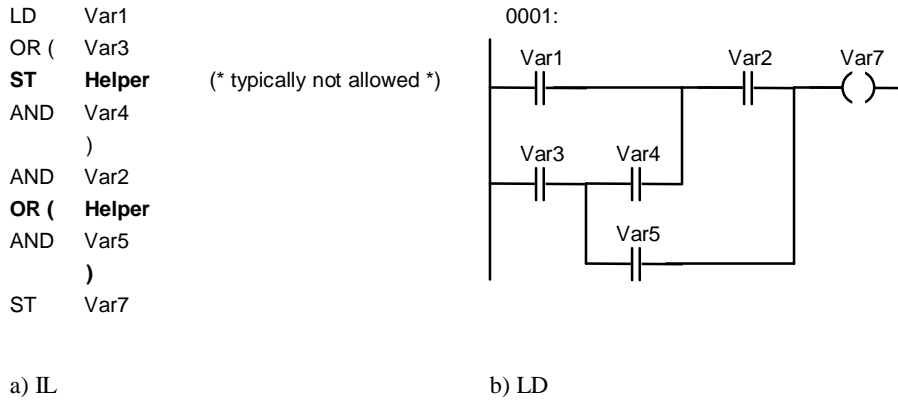 LD Var1
OR ( Var3
ST Helper (* typically not allowed *)
AND Var4
)
AND Var2
OR ( Helper
AND Var5
)
ST Var7
a) IL
0001:
Var1 Var2 Var7
Var3 Var4
Var5
b) LD